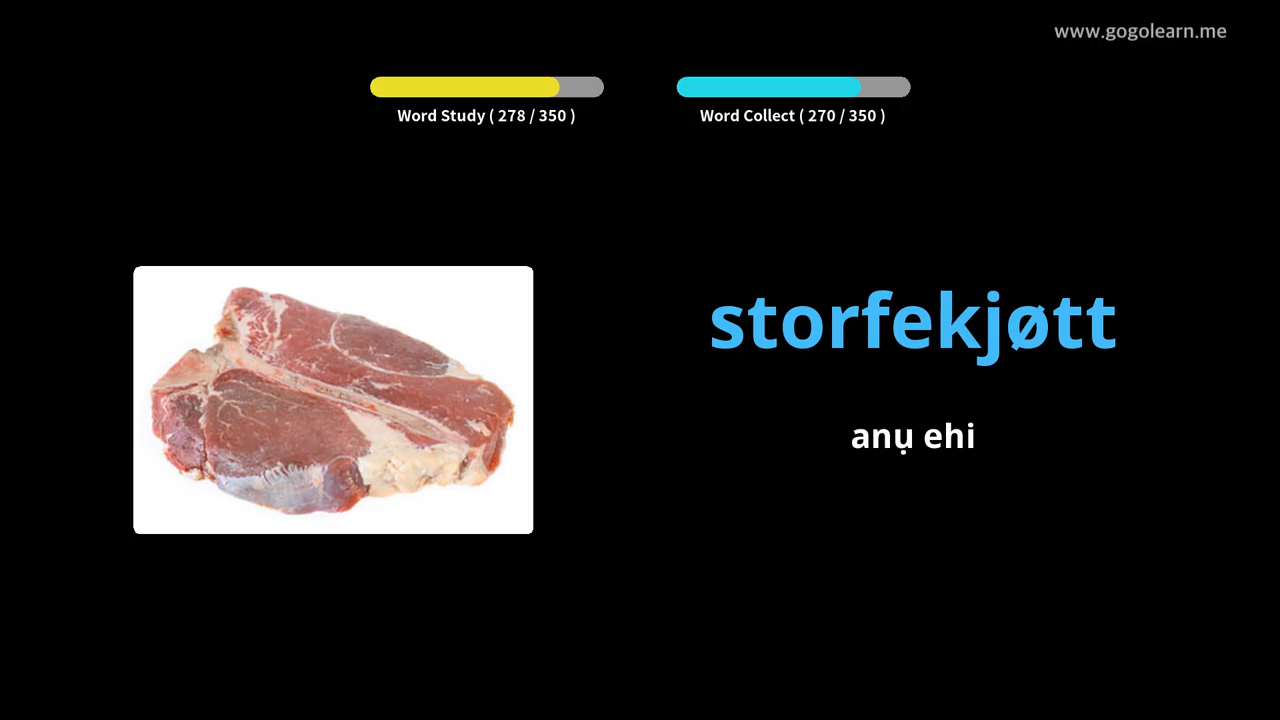 www.gogolearn.me
Word Study ( 278 / 350 )
Word Collect ( 270 / 350 )
storfekjøtt
anụ ehi